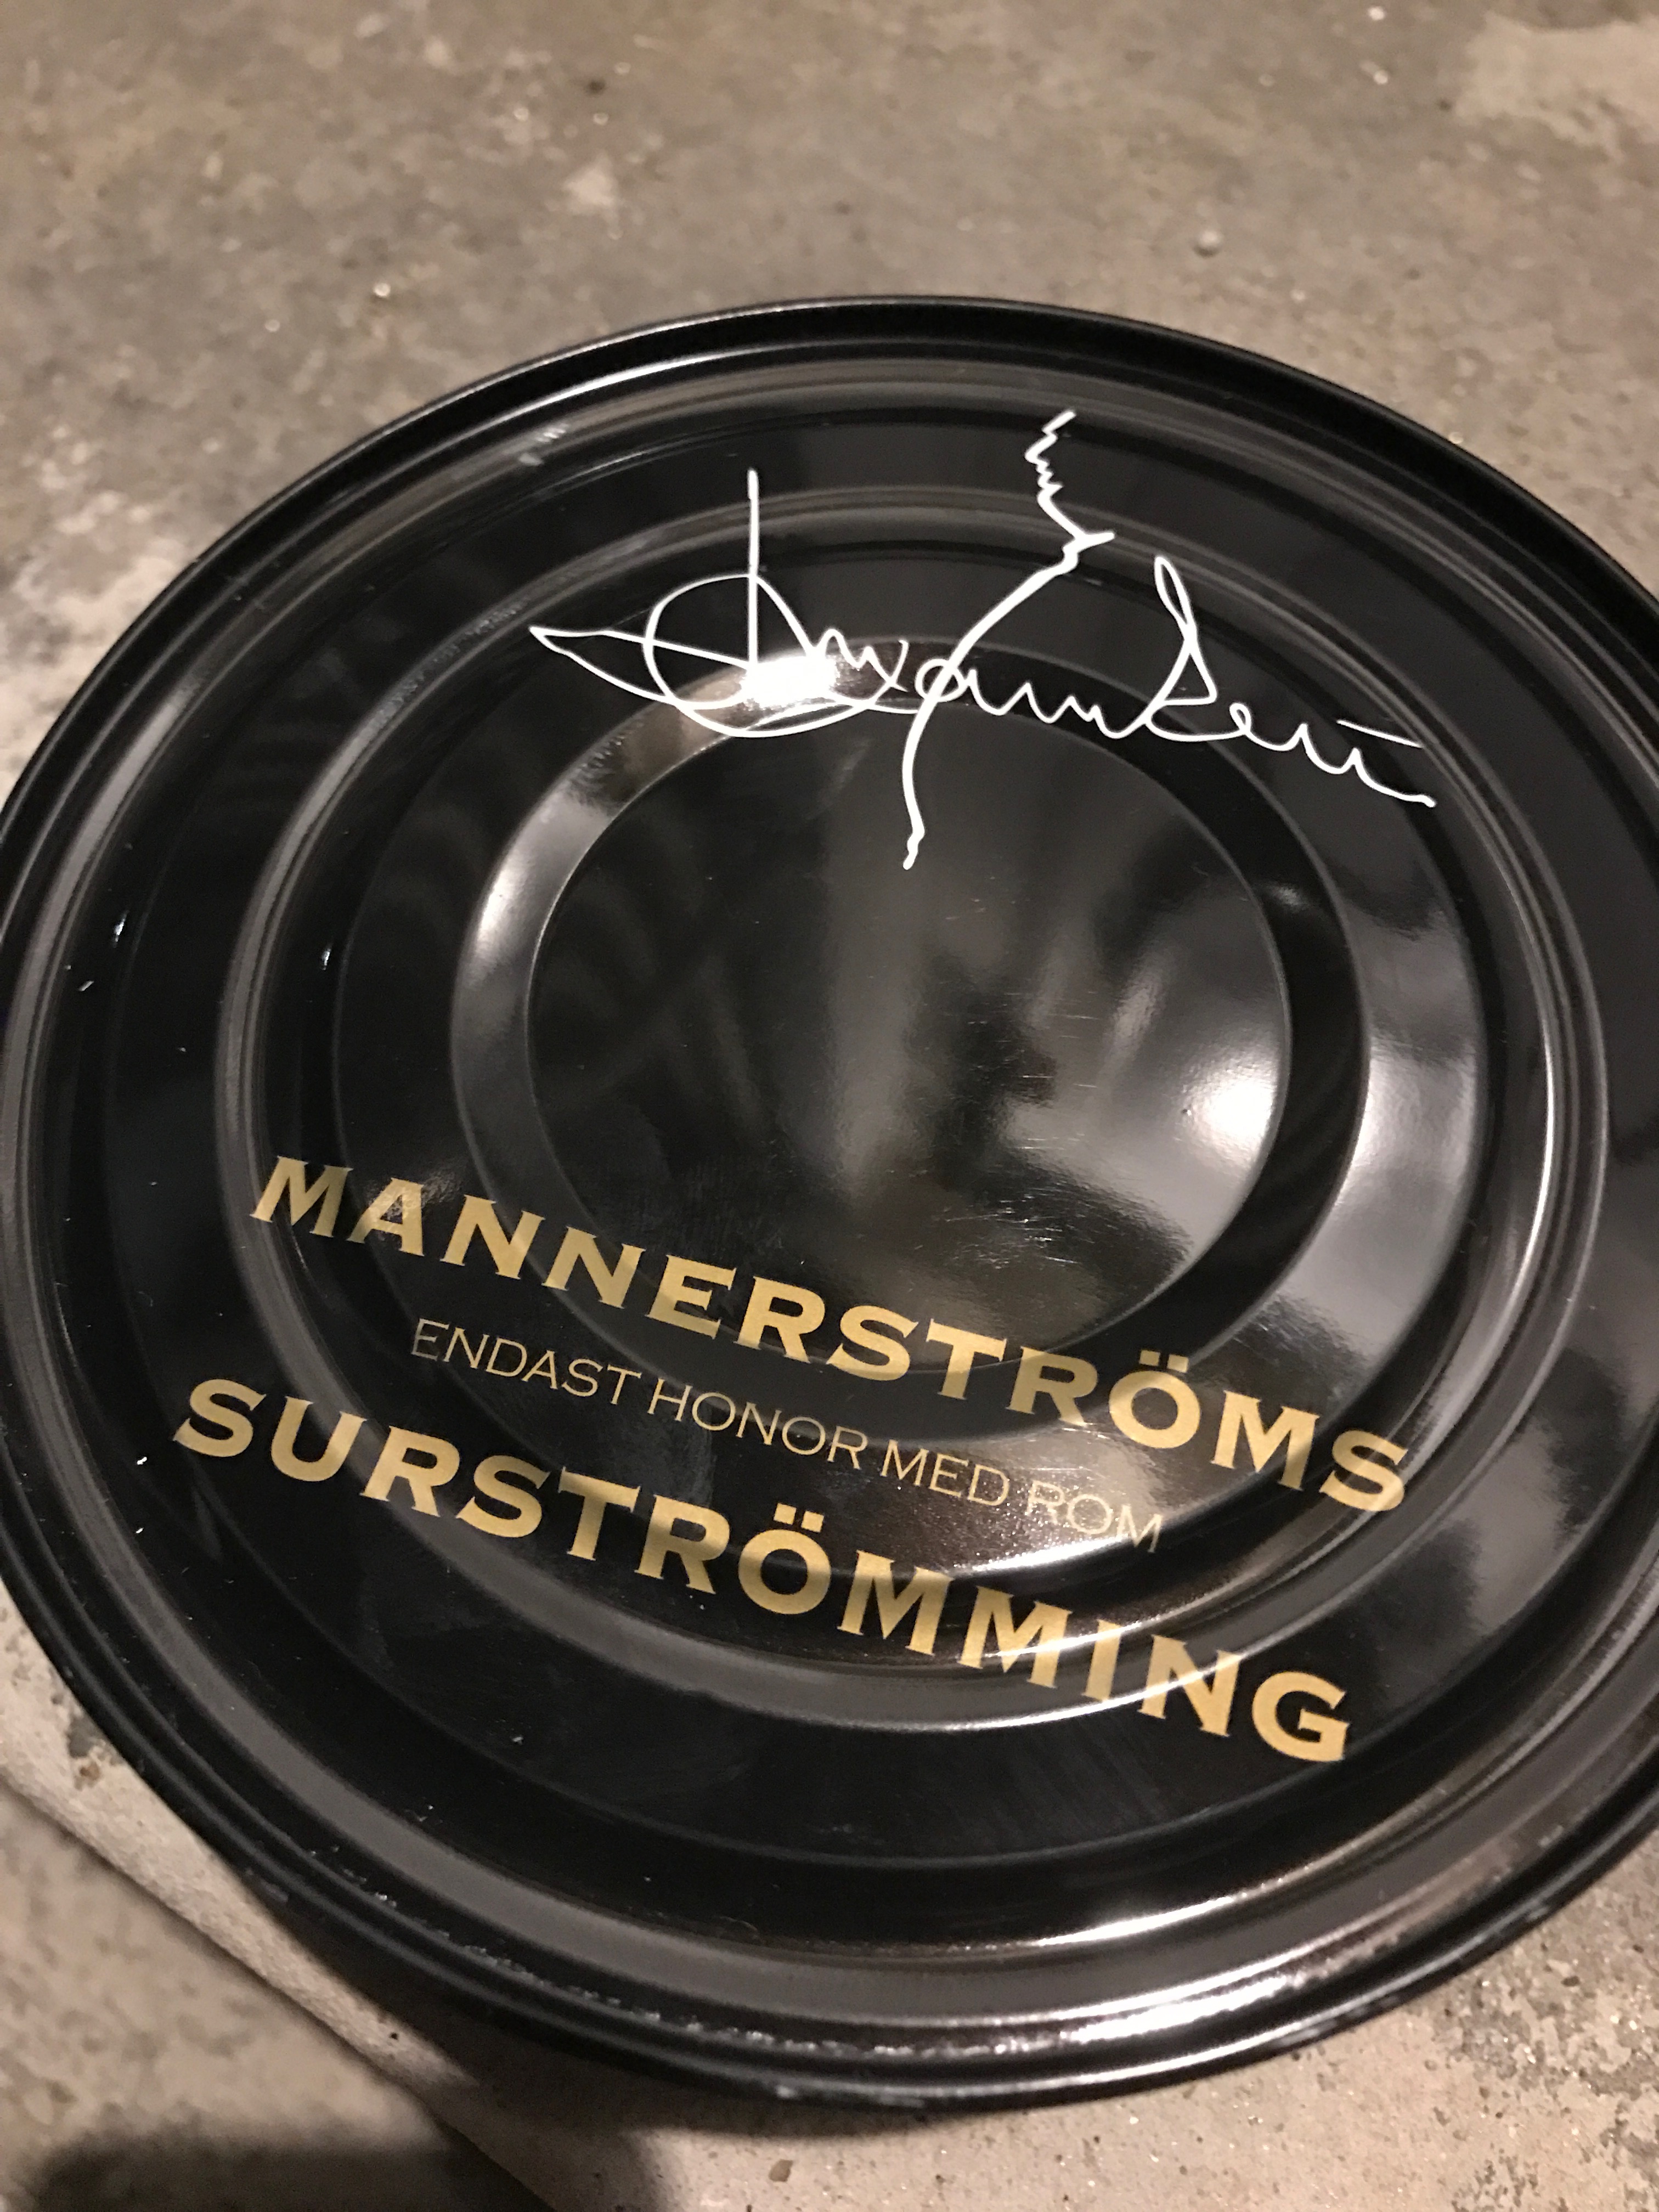 MANNERSTRÖMS
ENDAST HONOR MED ROM
SURSTRÖMMING